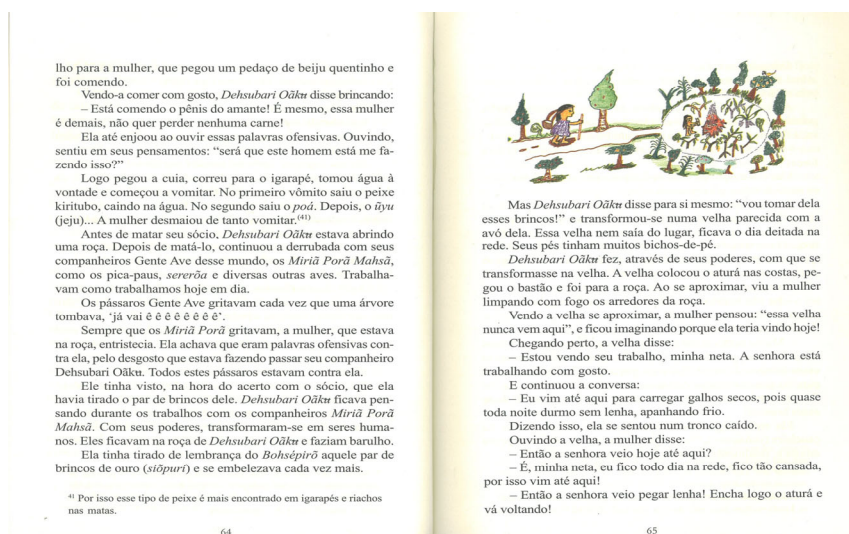 lho para a mulher, que pegou um pedaço de beiju quentinho e
foi comendo.
Vendo-a comer com gosto, Dehsubari Oãkʉ disse brincando:
– Está comendo o pênis do amante! É mesmo, essa mulher
é demais, não quer perder nenhuma carne!
Ela até enjoou ao ouvir essas palavras ofensivas. Ouvindo,
sentiu em seus pensamentos: “será que este homem está me fa-
zendo isso?”
Logo pegou a cuia, correu para o igarapé, tomou água à
vontade e começou a vomitar. No primeiro vômito saiu o peixe
kiritubo, caindo na água. No segundo saiu o poá. Depois, o ũyu
(jeju)... A mulher desmaiou de tanto vomitar.(41)
Antes de matar seu sócio, Dehsubari Oãkʉ estava abrindo
uma roça. Depois de matá-lo, continuou a derrubada com seus
companheiros Gente Ave desse mundo, os Miriã Porã Mahsã,
como os pica-paus, sererõa e diversas outras aves. Trabalha-
vam como trabalhamos hoje em dia.
Os pássaros Gente Ave gritavam cada vez que uma árvore
tombava, ‘já vai ê ê ê ê ê ê ê ê’.
Sempre que os Miriã Porã gritavam, a mulher, que estava
na roça, entristecia. Ela achava que eram palavras ofensivas con-
tra ela, pelo desgosto que estava fazendo passar seu companheiro
Dehsubari Oãkʉ. Todos estes pássaros estavam contra ela.
Ele tinha visto, na hora do acerto com o sócio, que ela
havia tirado o par de brincos dele. Dehsubari Oãkʉ ficava pen-
sando durante os trabalhos com os companheiros Miriã Porã
Mahsã. Com seus poderes, transformaram-se em seres huma-
nos. Eles ficavam na roça de Dehsubari Oãkʉ e faziam barulho.
Ela tinha tirado de lembrança do Bohsépirõ aquele par de
brincos de ouro (siõpuri) e se embelezava cada vez mais.
41) Por isso esse tipo de peixe é mais encontrado em igarapés e riachos
nas matas.
64
Mas Dehsubari Oãkʉ disse para si mesmo: “vou tomar dela
esses brincos!” e transformou-se numa velha parecida com a
avó dela. Essa velha nem saía do lugar, ficava o dia deitada na
rede. Seus pés tinham muitos bichos-de-pé.
Dehsubari Oãkʉ fez, através de seus poderes, com que se
transformasse na velha. A velha colocou o aturá nas costas, pe-
gou o bastão e foi para a roça. Ao se aproximar, viu a mulher
limpando com fogo os arredores da roça.
Vendo a velha se aproximar, a mulher pensou: “essa velha
nunca vem aqui”, e ficou imaginando porque ela teria vindo hoje!
Chegando perto, a velha disse:
– Estou vendo seu trabalho, minha neta. A senhora está
trabalhando com gosto.
E continuou a conversa:
– Eu vim até aqui para carregar galhos secos, pois quase
toda noite durmo sem lenha, apanhando frio.
Dizendo isso, ela se sentou num tronco caído.
Ouvindo a velha, a mulher disse:
– Então a senhora veio hoje até aqui?
– É, minha neta, eu fico todo dia na rede, fico tão cansada,
por isso vim até aqui!
– Então a senhora veio pegar lenha! Encha logo o aturá e
vá voltando!
65